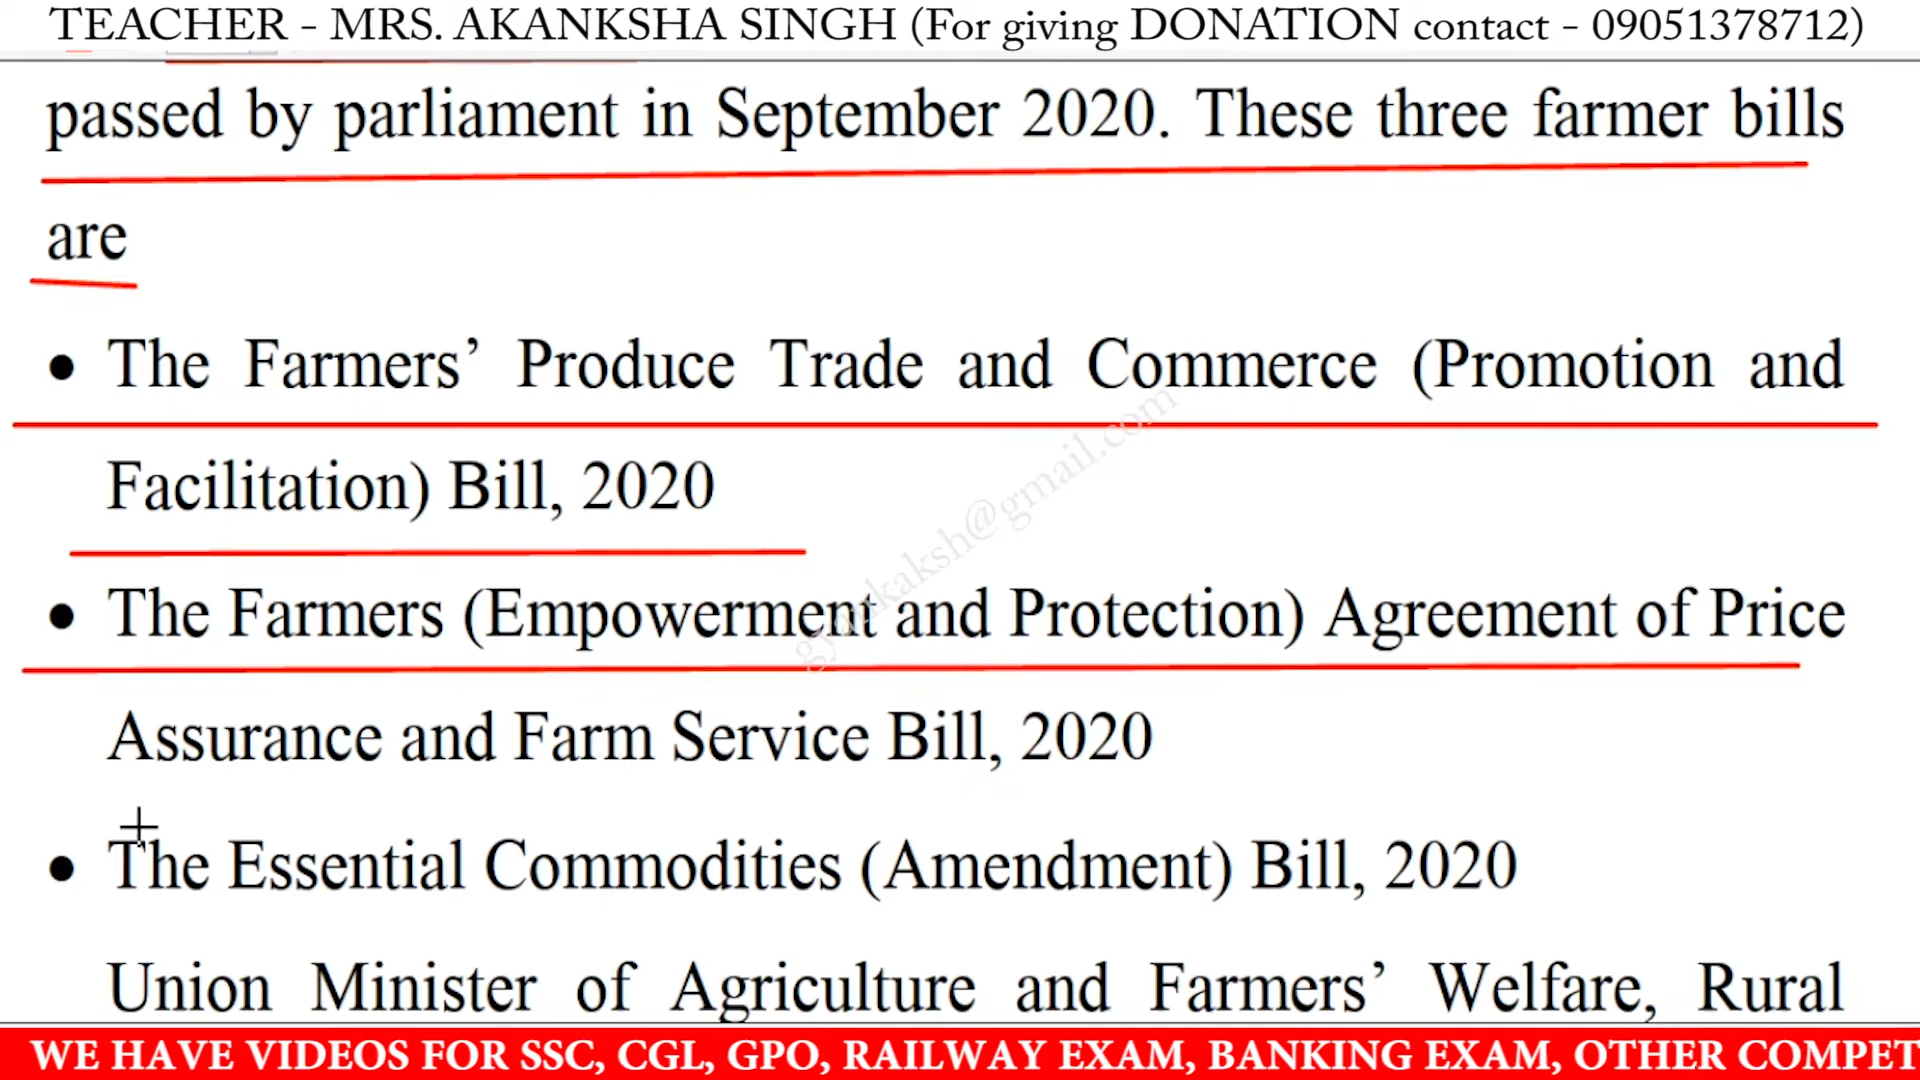 TEACHER - MRS. AKANKSHA SINGH (For giving DONATION contact - 09051378712)
passed by parliament in September 2020. These three farmer bills
are
• The Farmers’ Produce Trade and Commerce (Promotion and
Facilitation) Bill, 2020
• The Farmers (Empowerment and Protection) Agreement of Price
Assurance and Farm Service Bill, 2020
• The Essential Commodities (Amendment) Bill, 2020
Union Minister of Agriculture and Farmers’ Welfare, Rural
WE HAVE VIDEOS FOR SSC, CGL, GPO, RAILWAY EXAM, BANKING EXAM, OTHER COMPET